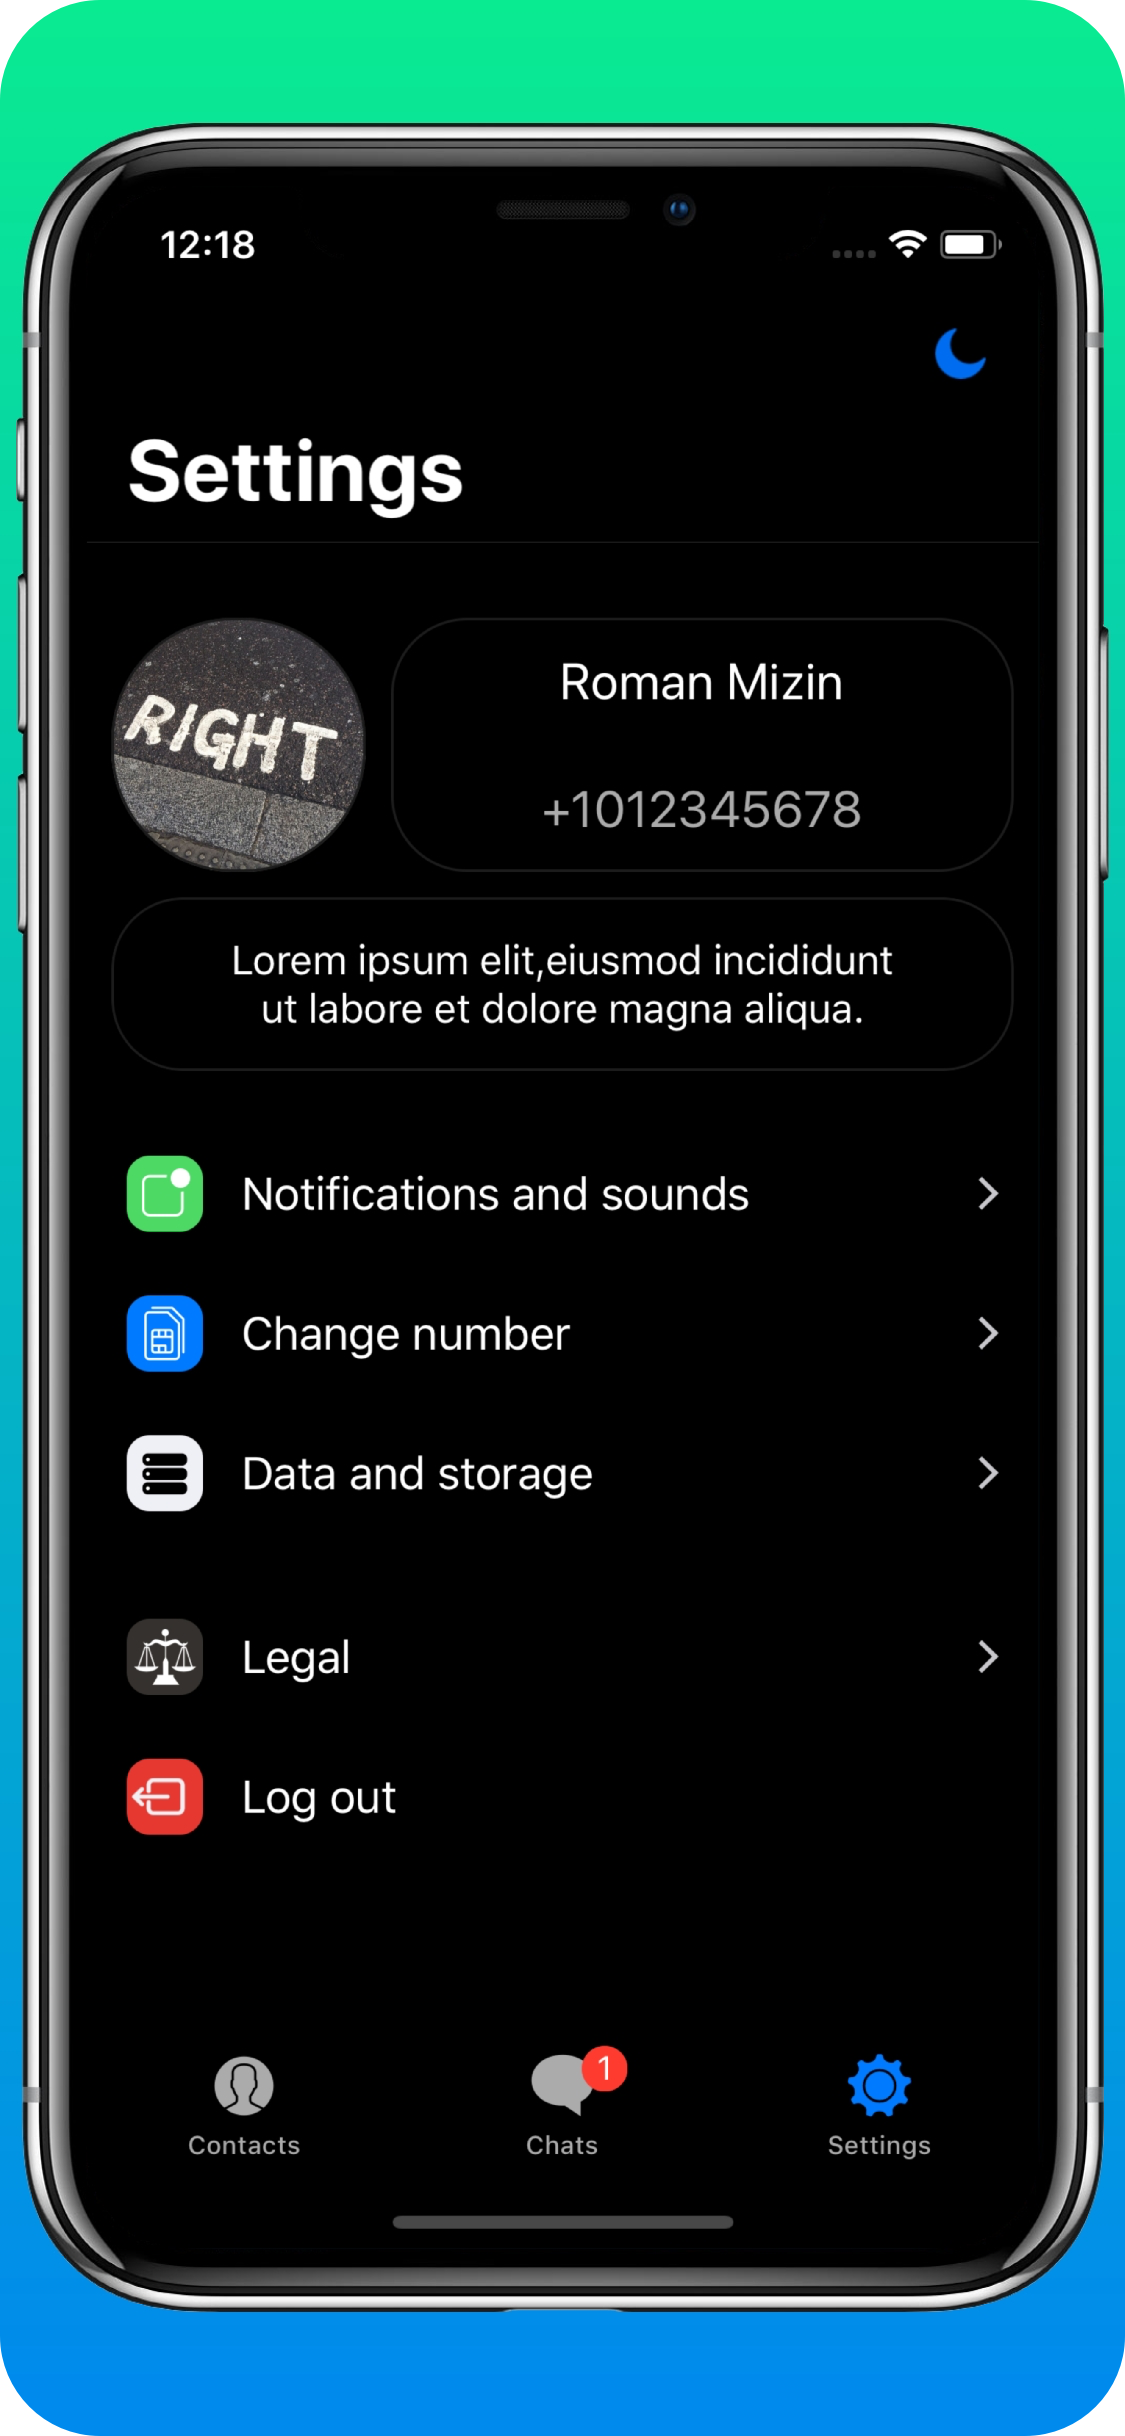 12:18
Settings
RIGHT
Roman Mizin
+1012345678
Lorem ipsum elit,eiusmod incididunt
ut labore et dolore magna aliqua.
Notifications and sounds
Change number
Data and storage
Legal
Log out
1
Contacts
Chats
Settings